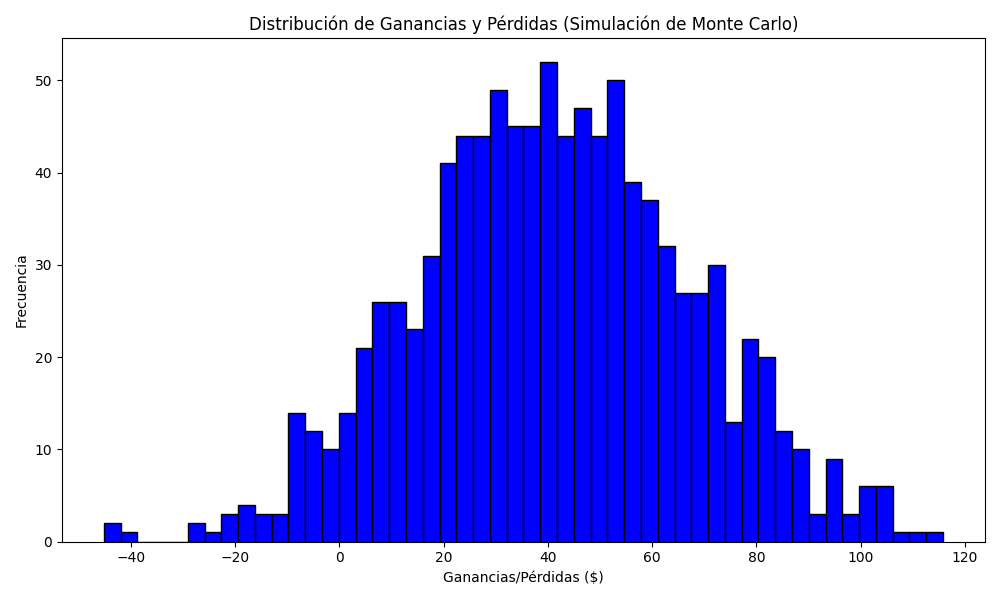 Distribución de Ganancias y Pérdidas (Simulación de Monte Carlo)
Frecuencia
50
40
30
20
10
0
−40 −20 0 20 40 60 80 100 120
Ganancias/Pérdidas ($)